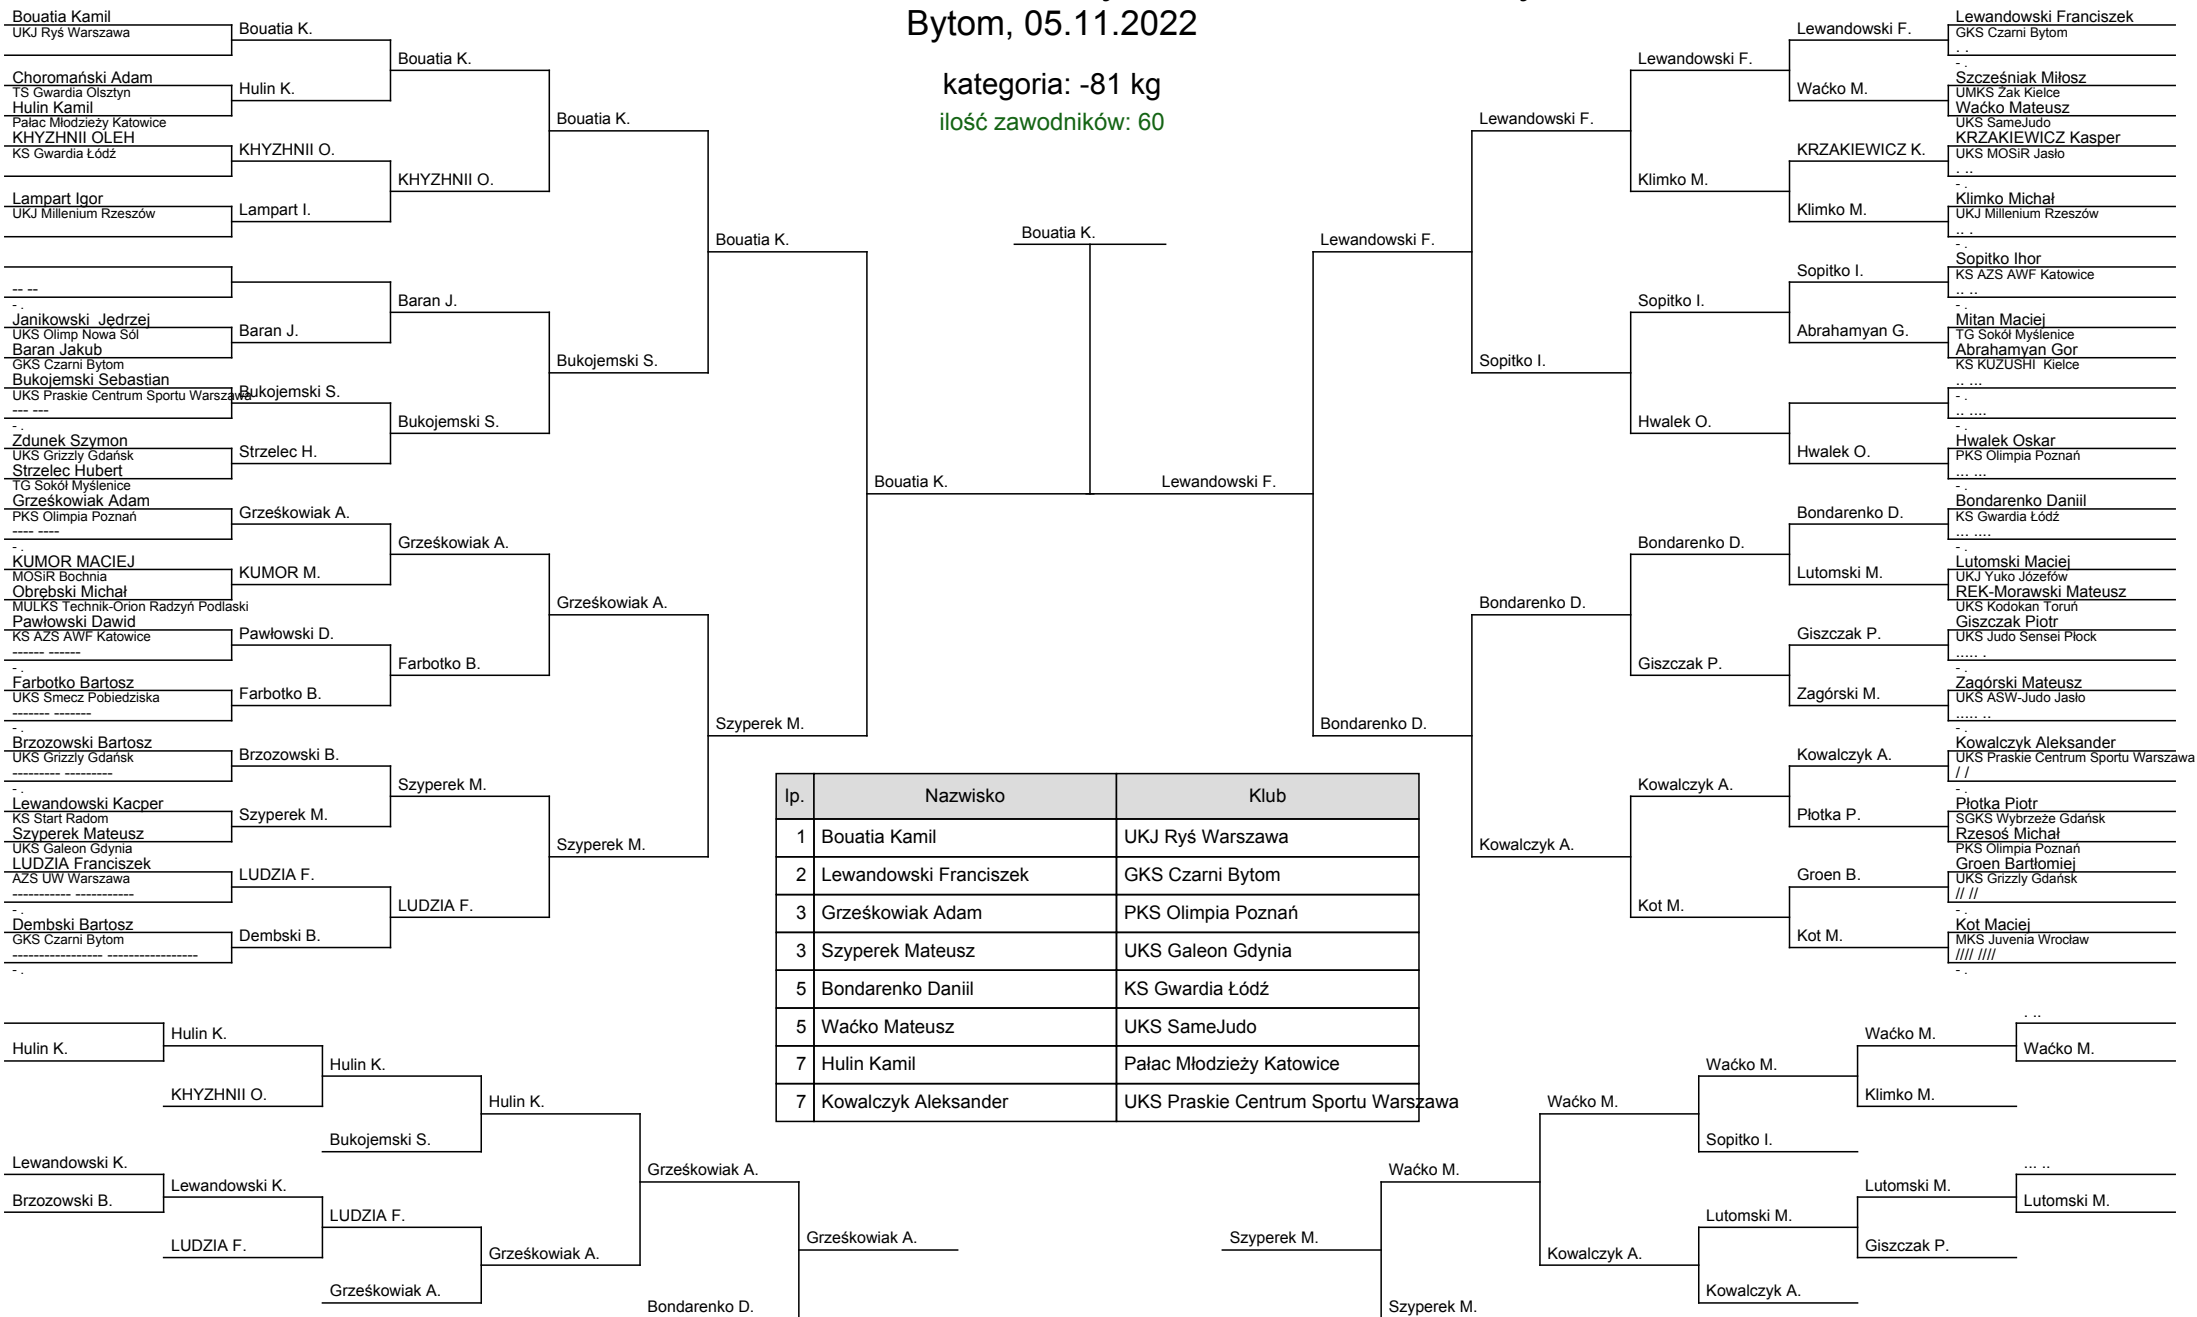 Bytom, 05.11.2022
kategoria: -81 kg
ilość zawodników: 60
Bouatia Kamil
UKJ Ryś Warszawa
Choromański Adam
TS Gwardia Olsztyn
Hulin Kamil
Pałac Młodzieży Katowice
KHYZHNII OLEH
KS Gwardia Łódź
Lampart Igor
UKJ Millenium Rzeszów
-- --
- .
Janikowski Jędrzej
UKS Olimp Nowa Sól
Baran Jakub
GKS Czarni Bytom
Bukojemski Sebastian
UKS Praskie Centrum Sportu Warszawa
--- ---
- .
Zdunek Szymon
UKS Grizzly Gdańsk
Strzelec Hubert
TG Sokół Myślenice
Grześkowiak Adam
PKS Olimpia Poznań
---- ----
- .
KUMOR MACIEJ
MOSiR Bochnia
Obrębski Michał
MULKS Technik-Orion Radzyń Podlaski
Pawłowski Dawid
KS AZS AWF Katowice
------ ------
- .
Farbotko Bartosz
UKS Smecz Pobiedziska
------- -------
- .
Brzozowski Bartosz
UKS Grizzly Gdańsk
--------- ---------
- .
Lewandowski Kacper
KS Start Radom
Szyperek Mateusz
UKS Galeon Gdynia
LUDZIA Franciszek
AZS UW Warszawa
----------- -----------
- .
Dembski Bartosz
GKS Czarni Bytom
----------------- -----------------
- .
Bouatia K.
Hulin K.
KHYZHNII O.
Lampart I.
Baran J.
Bukojemski S.
Strzelec H.
Grześkowiak A.
KUMOR M.
Pawłowski D.
Farbotko B.
Brzozowski B.
Szyperek M.
LUDZIA F.
Dembski B.
Bouatia K.
KHYZHNII O.
Baran J.
Bukojemski S.
Grześkowiak A.
Farbotko B.
Szyperek M.
LUDZIA F.
Bouatia K.
Bukojemski S.
Grześkowiak A.
Szyperek M.
Bouatia K.
Szyperek M.
Bouatia K.
Bouatia K.
Lewandowski F.
Lewandowski F.
Bondarenko D.
Lewandowski F.
Sopitko I.
Bondarenko D.
Kowalczyk A.
Lewandowski F.
Klimko M.
Sopitko I.
Hwalek O.
Bondarenko D.
Giszczak P.
Kowalczyk A.
Kot M.
Lewandowski F.
Waćko M.
KRZAKIEWICZ K.
Klimko M.
Sopitko I.
Abrahamyan G.
Hwalek O.
Bondarenko D.
Lutomski M.
Giszczak P.
Zagórski M.
Kowalczyk A.
Płotka P.
Groen B.
Kot M.
Lewandowski Franciszek
GKS Czarni Bytom
. .
- .
Szcześniak Miłosz
UMKS Żak Kielce
Waćko Mateusz
UKS SameJudo
KRZAKIEWICZ Kasper
UKS MOSiR Jasło
. ..
- .
Klimko Michał
UKJ Millenium Rzeszów
.. .
- .
Sopitko Ihor
KS AZS AWF Katowice
.. ..
- .
Mitan Maciej
TG Sokół Myślenice
Abrahamyan Gor
KS KUZUSHI Kielce
.. ...
- .
.. ....
- .
Hwalek Oskar
PKS Olimpia Poznań
... ...
- .
Bondarenko Daniil
KS Gwardia Łódź
... ....
- .
Lutomski Maciej
UKJ Yuko Józefów
REK-Morawski Mateusz
UKS Kodokan Toruń
Giszczak Piotr
UKS Judo Sensei Płock
..... .
- .
Zagórski Mateusz
UKS ASW-Judo Jasło
..... ..
- .
Kowalczyk Aleksander
UKS Praskie Centrum Sportu Warszawa
/ /
- .
Płotka Piotr
SGKS Wybrzeże Gdańsk
Rzesoś Michał
PKS Olimpia Poznań
Groen Bartłomiej
UKS Grizzly Gdańsk
// //
- .
Kot Maciej
MKS Juvenia Wrocław
//// ////
- .
lp. Nazwisko Klub
1 Bouatia Kamil UKJ Ryś Warszawa
2 Lewandowski Franciszek GKS Czarni Bytom
3 Grześkowiak Adam PKS Olimpia Poznań
3 Szyperek Mateusz UKS Galeon Gdynia
5 Bondarenko Daniil KS Gwardia Łódź
5 Waćko Mateusz UKS SameJudo
7 Hulin Kamil Pałac Młodzieży Katowice
7 Kowalczyk Aleksander UKS Praskie Centrum Sportu Warszawa
Hulin K.
Lewandowski K.
Brzozowski B.
Hulin K.
KHYZHNII O.
Lewandowski K.
LUDZIA F.
Hulin K.
Bukojemski S.
LUDZIA F.
Grześkowiak A.
Hulin K.
Grześkowiak A.
Grześkowiak A.
Bondarenko D.
Grześkowiak A.
Szyperek M.
Waćko M.
Szyperek M.
Waćko M.
Kowalczyk A.
Waćko M.
Sopitko I.
Lutomski M.
Kowalczyk A.
Waćko M.
Klimko M.
Lutomski M.
Giszczak P.
. ..
Waćko M.
... ..
Lutomski M.